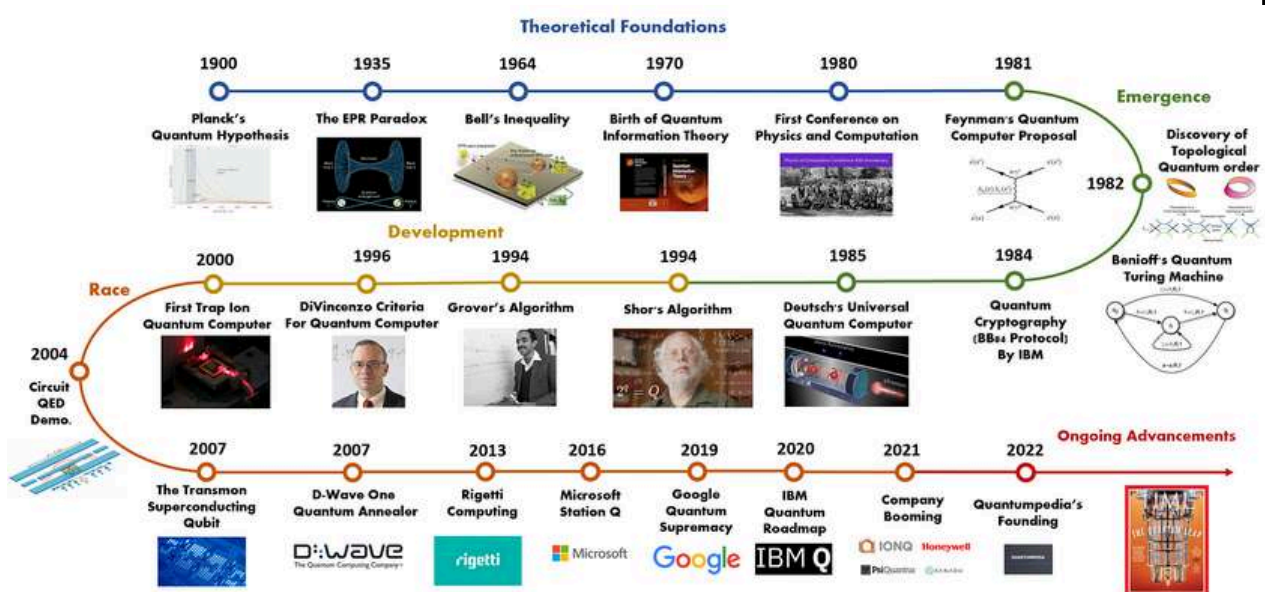 Theoretical Foundations
1900
1935
1964
1970
1980
1981
Planck's
Quantum Hypothesis
The EPR Paradox
Bell's Inequality
Birth of Quantum
Information Theory
First Conference on
Physics and Computation
Feynman's Quantum
Computer Proposal
Emergence
1982
Discovery of
Topological
Quantum order
Benioff's Quantum
Turing Machine
Development
2000
1996
1994
1994
1985
1984
First Trap Ion
Quantum Computer
DiVincenzo Criteria
For Quantum Computer
Grover's Algorithm
Shor's Algorithm
Deutsch's Universal
Quantum Computer
Quantum
Cryptography
(BB84 Protocol)
By IBM
Race
2004
Circuit
QED
Demo.
2007
2007
2013
2016
2019
2020
2021
2022
Ongoing Advancements
The Transmon
Superconducting
Qubit
D-Wave One
Quantum Annealer
D:WAVE
The Quantum Computing Company
Rigetti
Computing
rigetti
Microsoft
Station Q
Microsoft
Google
Quantum
Supremacy
Google
IBM
Quantum
Roadmap
IBM Q
Company
Booming
IONQ
Honeywell
PsiQuantum
Quantumpedia's
Founding
THE QUANTUM LEAP